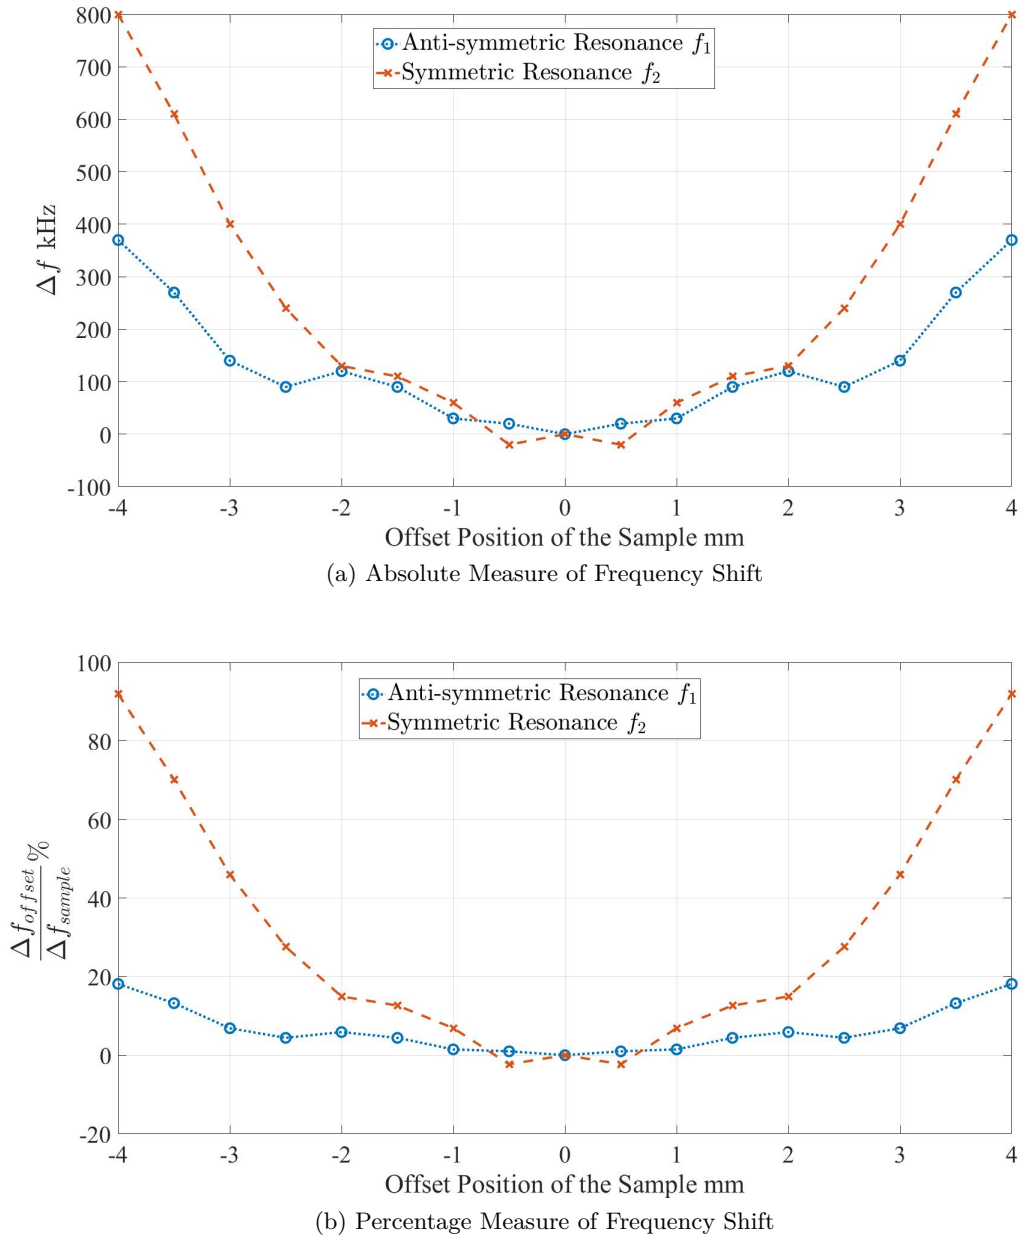 800
700
600
500
400
300
200
100
0
-100
Δf kHz
Anti-symmetric Resonance f₁
Symmetric Resonance f₂
-4 -3 -2 -1 0 1 2 3 4
Offset Position of the Sample mm
(a) Absolute Measure of Frequency Shift
100
80
60
40
20
0
-20
Δf_offset / Δf_sample %
Anti-symmetric Resonance f₁
Symmetric Resonance f₂
-4 -3 -2 -1 0 1 2 3 4
Offset Position of the Sample mm
(b) Percentage Measure of Frequency Shift